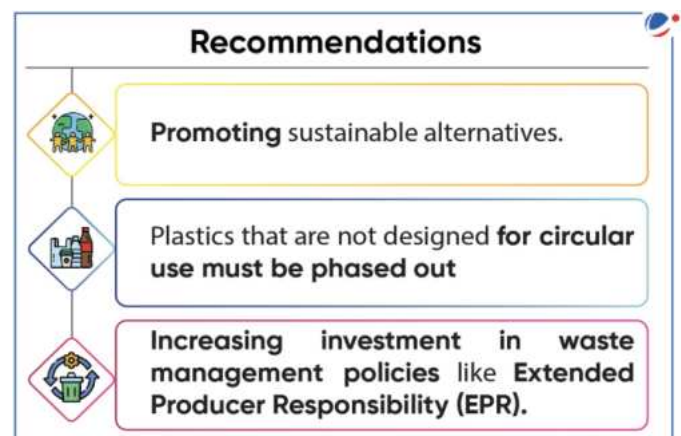 Recommendations
Promoting sustainable alternatives.
Plastics that are not designed for circular
use must be phased out
Increasing investment in waste
management policies like Extended
Producer Responsibility (EPR).